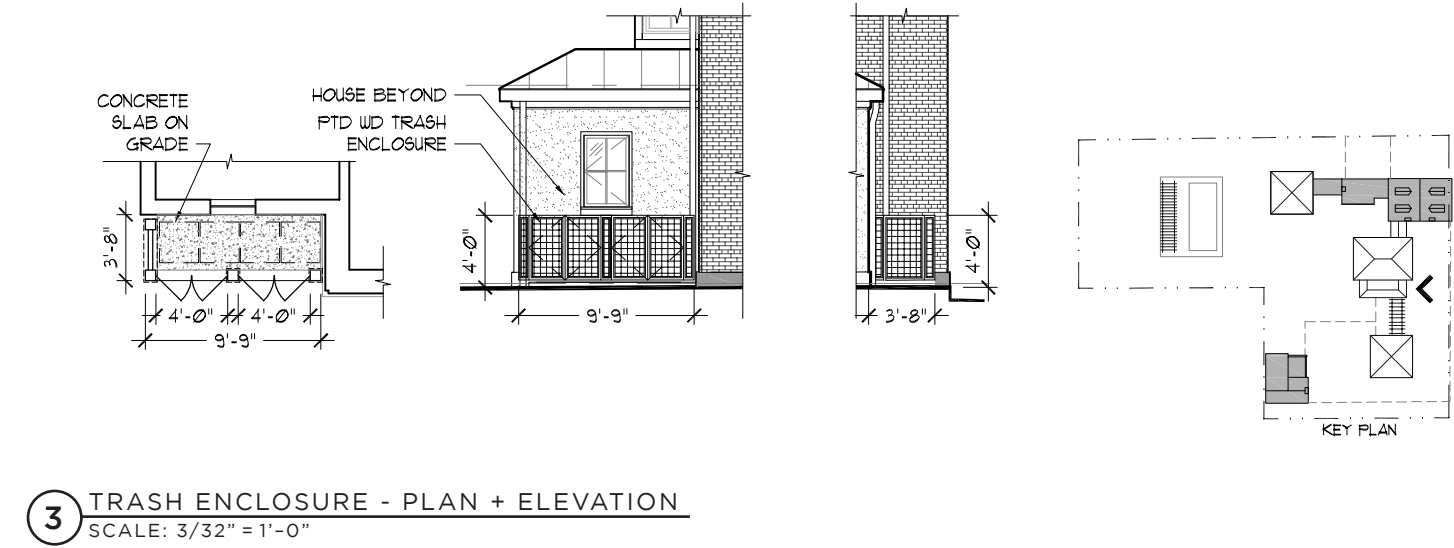 CONCRETE
SLAB ON
GRADE
3'-8"
4'-0" 4'-0"
9'-9"
HOUSE BEYOND
PTD WD TRASH
ENCLOSURE
4'-0"
9'-9"
4'-0"
3'-8"
KEY PLAN
3 TRASH ENCLOSURE - PLAN + ELEVATION
SCALE: 3/32” = 1’-0”